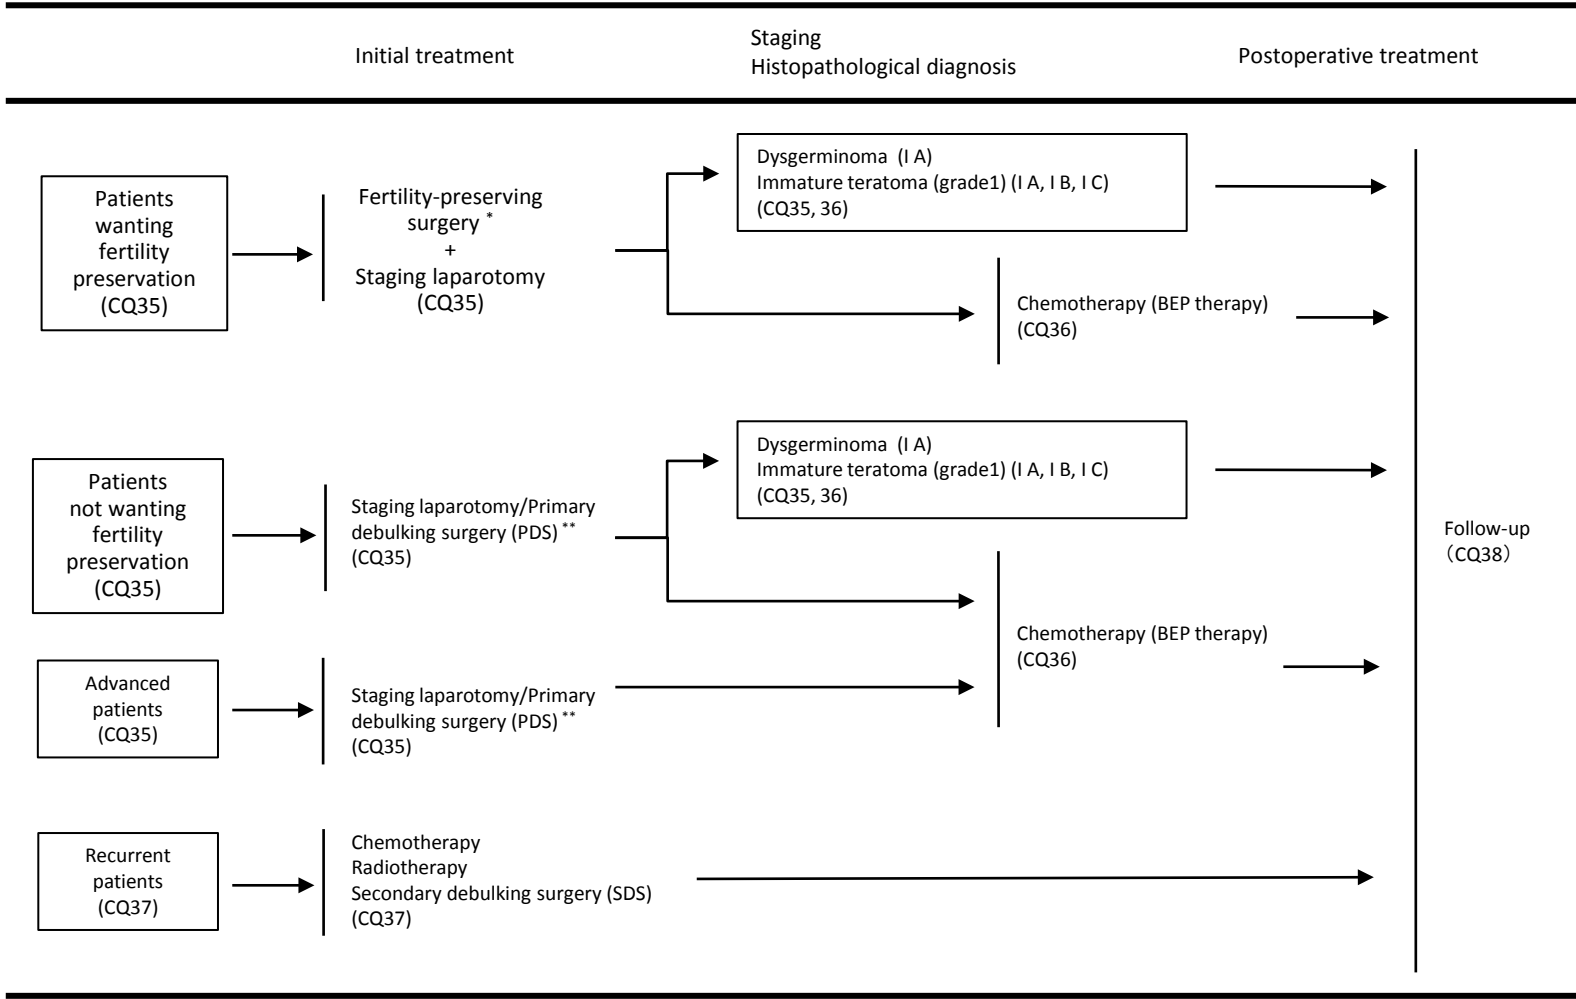 Initial treatment
Staging
Histopathological diagnosis
Postoperative treatment
Patients
wanting
fertility
preservation
(CQ35)
Fertility-preserving
surgery *
+
Staging laparotomy
(CQ35)
Dysgerminoma (I A)
Immature teratoma (grade1) (I A, I B, I C)
(CQ35, 36)
Chemotherapy (BEP therapy)
(CQ36)
Patients
not wanting
fertility
preservation
(CQ35)
Staging laparotomy/Primary
debulking surgery (PDS) **
(CQ35)
Dysgerminoma (I A)
Immature teratoma (grade1) (I A, I B, I C)
(CQ35, 36)
Chemotherapy (BEP therapy)
(CQ36)
Advanced
patients
(CQ35)
Staging laparotomy/Primary
debulking surgery (PDS) **
(CQ35)
Recurrent
patients
(CQ37)
Chemotherapy
Radiotherapy
Secondary debulking surgery (SDS)
(CQ37)
Follow-up
（CQ38）